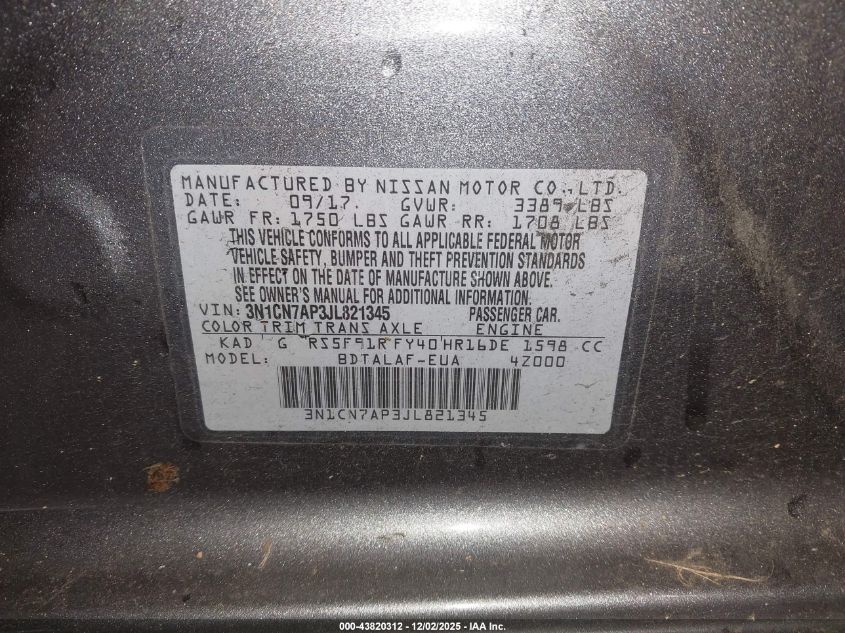 MANUFACTURED BY NISSAN MOTOR CO., LTD.
DATE: 09/17. GVWR: 3389 LBS
GAWR FR: 1750 LBS GAWR RR: 1708 LBS
THIS VEHICLE CONFORMS TO ALL APPLICABLE FEDERAL MOTOR
VEHICLE SAFETY, BUMPER AND THEFT PREVENTION STANDARDS
IN EFFECT ON THE DATE OF MANUFACTURE SHOWN ABOVE.
SEE OWNER'S MANUAL FOR ADDITIONAL INFORMATION.
VIN: 3N1CN7AP3JL821345 PASSENGER CAR.
COLOR TRIM TRANS AXLE ENGINE
KAD G RS5F91R FY40 HR16DE 1598 CC
MODEL: BDTALAF-EUA 4Z000
3N1CN7AP3JL821345
000-43820312 - 12/02/2025 - IAA Inc.